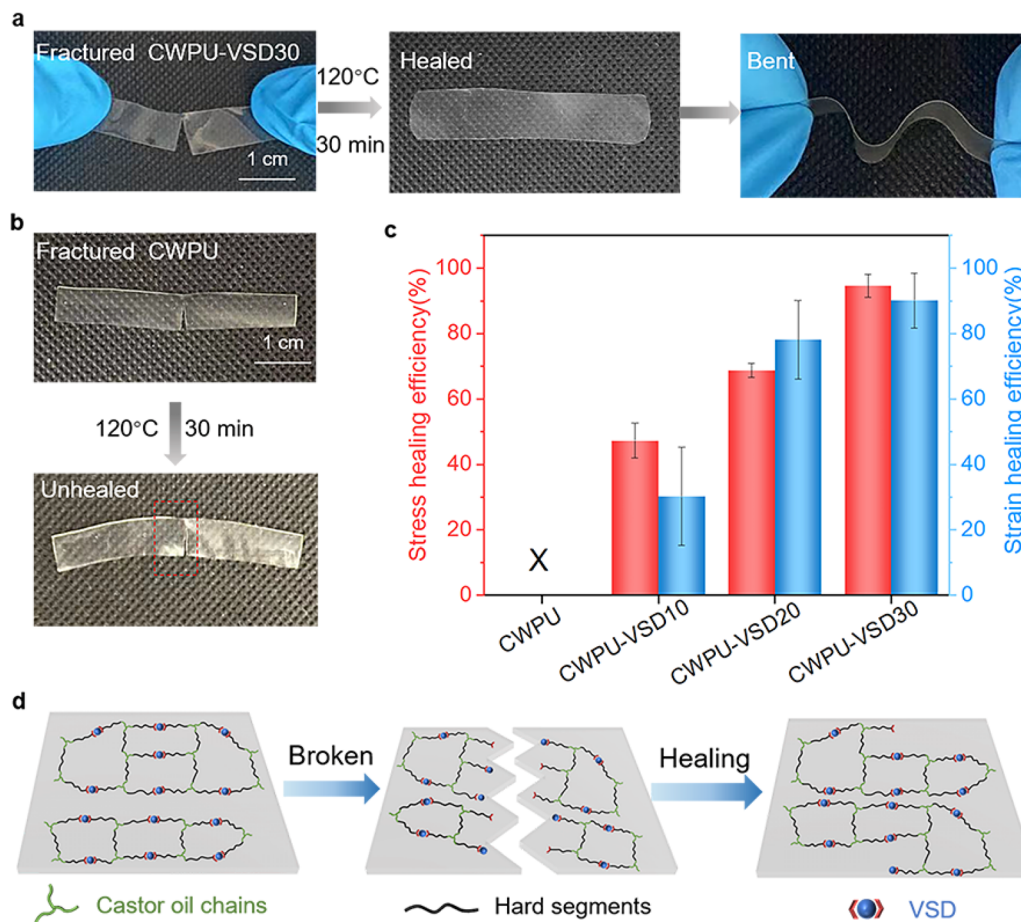 a
Fractured CWPU-VSD30
1 cm
120°C
30 min
Healed
Bent
b
Fractured CWPU
1 cm
120°C 30 min
Unhealed
c
Stress healing efficiency(%)
100
80
60
40
20
0
X
CWPU
CWPU-VSD10
CWPU-VSD20
CWPU-VSD30
100
80
60
40
20
0
Strain healing efficiency(%)
d
Broken
Healing
Castor oil chains
Hard segments
VSD